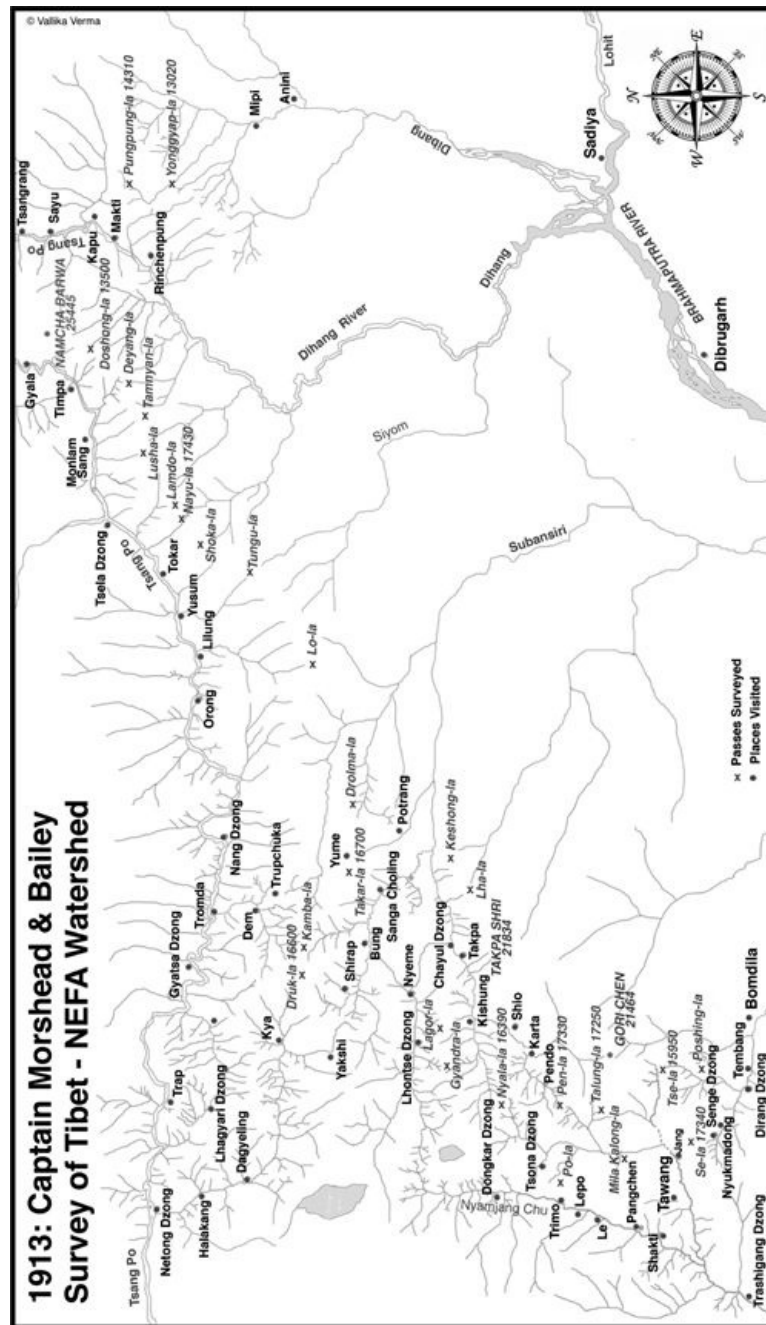 1913: Captain Morshead & Bailey
Survey of Tibet - NEFA Watershed
© Vallika Verma
Tsang Po
Netong Dzong
Halakang
Trap
Lhagyari Dzong
Dagyeling
Gyatsa Dzong
Tromda
Nang Dzong
Dem
Trupchuka
Kya
Druk-la 16600
Kamba-la
Yakshi
Shirap
Bung
Yume
Takar-la 16700
Drolma-la
Sanga Choling
Potrang
Orong
Lilung
Yusum
Tokar
Tsang Po
Tsela Dzong
Monlam
Sang
Timpa
Gyala
NAMCHA BARWA
25445
Doshong-la 13500
Deyang-la
Tamnyan-la
Lusha-la
Lamdo-la
Nayu-la 17430
Shoka-la
Tungu-la
Lo-la
Tsangrang
Sayu
Tsang Po
Kapu
Makti
Rinchenpung
Pungpung-la 14310
Yonggyap-la 13020
Mipi
Anini
Dihang River
Dihang
Dibang
Lohit
Sadiya
BRAHMAPUTRA RIVER
Dibrugarh
Siyom
Subansiri
Lhontse Dzong
Nyeme
Lagor-la
Gyandra-la
Chayul Dzong
Takpa
Keshong-la
Lha-la
TAKPA SHRI
21834
Kishung
Shio
Nyala-la 16390
Karta
Pendo
Pen-la 17330
Dongkar Dzong
Tsona Dzong
Nyamjang Chu
Po-la
Trimo
Lepo
Le
Talung-la 17250
GORI CHEN
21464
Mila Kalong-la
Pangchen
Shakti
Tawang
Jang
Tse-la 15950
Poshing-la
Se-la 17340
Senge Dzong
Nyukmadong
Tembang
Bomdila
Dirang Dzong
Trashigang Dzong
x Passes Surveyed
• Places Visited
N
NE
E
SE
S
SW
W
NW